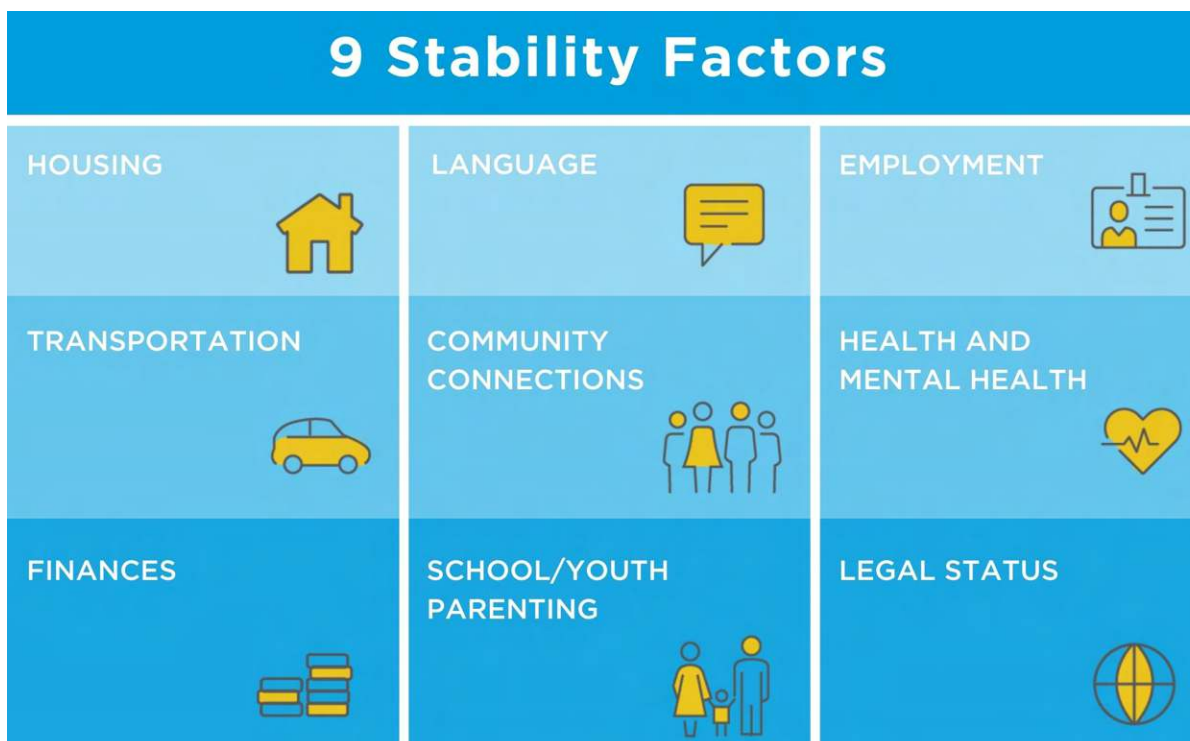 9 Stability Factors
HOUSING
LANGUAGE
EMPLOYMENT
TRANSPORTATION
COMMUNITY
CONNECTIONS
HEALTH AND
MENTAL HEALTH
FINANCES
SCHOOL/YOUTH
PARENTING
LEGAL STATUS